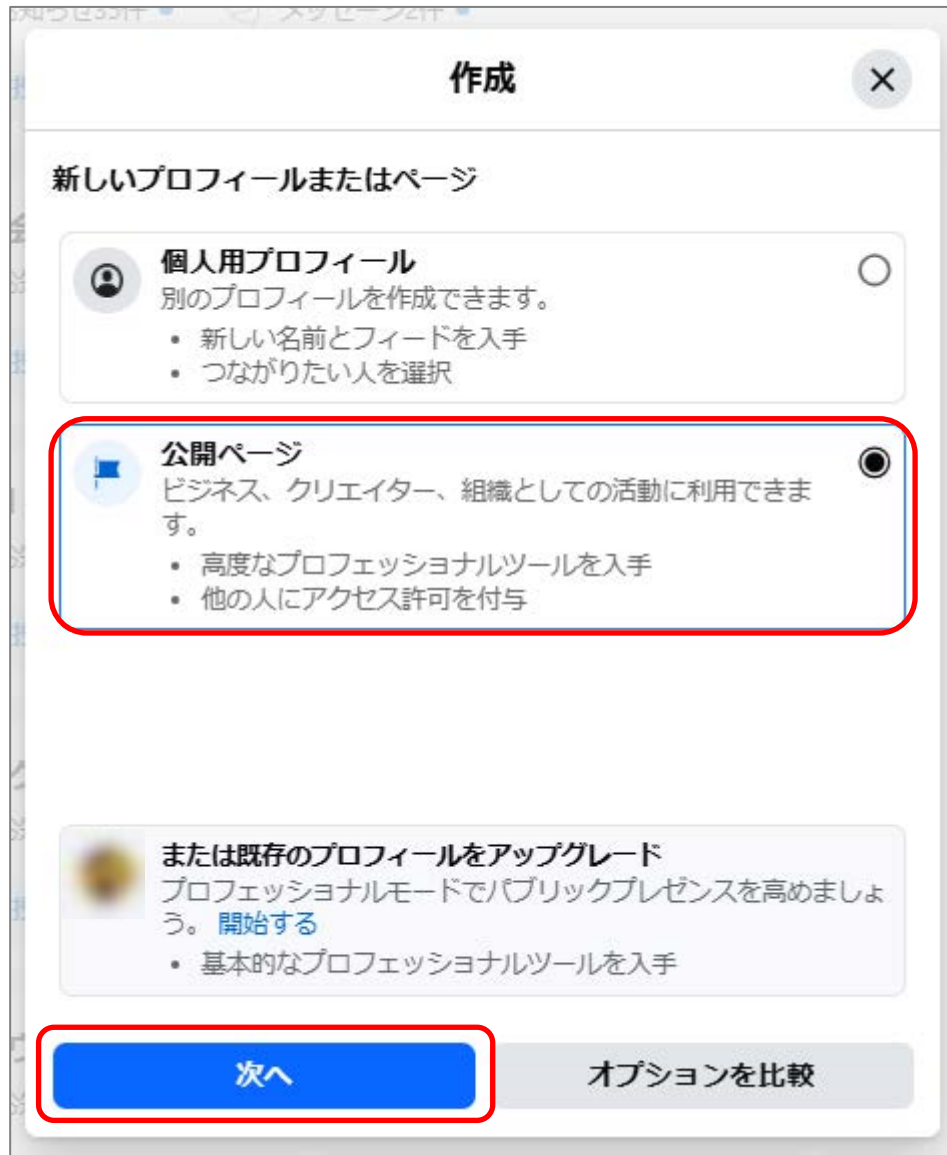 メッセージ2件
作成
新しいプロフィールまたはページ
個人用プロフィール
別のプロフィールを作成できます。
• 新しい名前とフィードを入手
• つながりたい人を選択
公開ページ
ビジネス、クリエイター、組織としての活動に利用できま
す。
• 高度なプロフェッショナルツールを入手
• 他の人にアクセス許可を付与
または既存のプロフィールをアップグレード
プロフェッショナルモードでパブリックプレゼンスを高めましょ
う。 開始する
• 基本的なプロフェッショナルツールを入手
次へ
オプションを比較